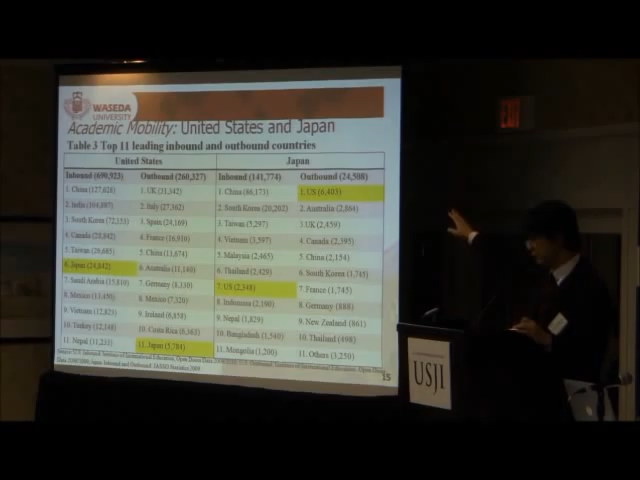 WASEDA
UNIVERSITY
Academic Mobility: United States and Japan
Table 3 Top 11 leading inbound and outbound countries
United States Japan
Inbound (690,923) Outbound (260,327) Inbound (141,774) Outbound (24,508)
1. China (127,628) 1. UK (31,342) 1. China (86,173) 1. US (6,403)
2. India 2. Italy (27,362) 2. South Korea (20,202) 2. Australia
3. South Korea (72,153) 3. Spain (24,169) 3. Taiwan (5,297) 3. UK (2,459)
4. Canada 4. France (16,910) 4. Vietnam (3,597) 4. Canada (2,395)
5. Taiwan (26,685) 5. China (13,674) 5. Malaysia (2,465) 5. China (2,154)
6. Japan (24,842) 6. Australia (11,140) 6. Thailand (2,429) 6. South Korea (1,745)
7. Saudi Arabia (15,810) 7. Germany (8,330) 7. US (2,348) 7. France (1,745)
8. Mexico (13,450) 8. Mexico (7,320) 8. Indonesia (2,190) 8. Germany (888)
9. Vietnam (12,823) 9. Ireland (6,858) 9. Nepal (1,829) 9. New Zealand (861)
10. Turkey (12,148) 10. Costa Rica (6,363) 10. Bangladesh (1,540) 10. Thailand (898)
11. Nepal (11,233) 11. Japan (5,784) 11. Mongolia (1,200) 11. Others (3,250)
15
EXIT
USJI